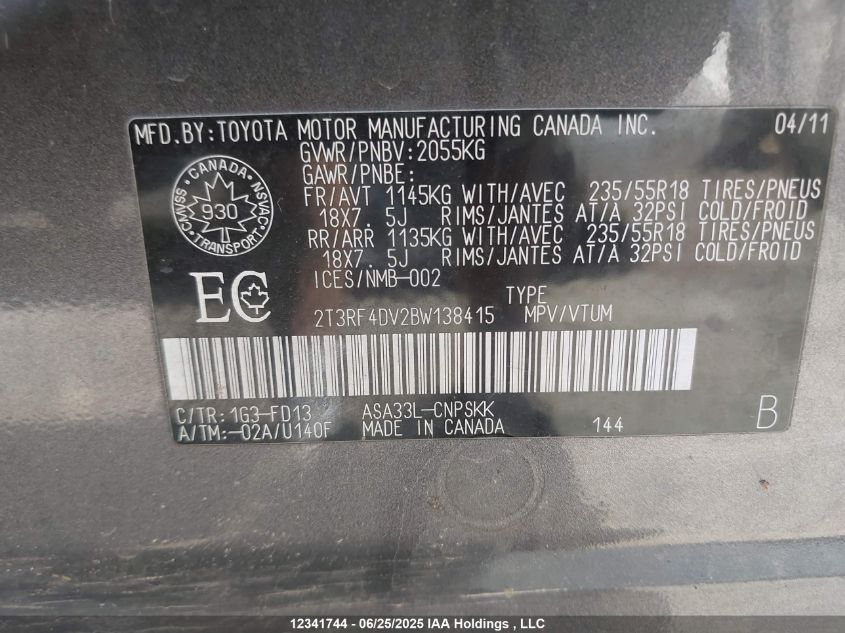 MFD.BY:TOYOTA MOTOR MANUFACTURING CANADA INC. 04/11
GVWR/PNBV:2055KG
GAWR/PNBE:
FR/AVT 1145KG WITH/AVEC 235/55R18 TIRES/PNEUS
18X7. 5J RIMS/JANTES AT/A 32PSI COLD/FROID
RR/ARR 1135KG WITH/AVEC 235/55R18 TIRES/PNEUS
18X7. 5J RIMS/JANTES AT/A 32PSI COLD/FROID
ICES/NMB-002
CANADA
CMVSS NSVAC
930
TRANSPORT
EC
TYPE
2T3RF4DV2BW138415 MPV/VTUM
C/TR: 1G3-FD13 ASA33L-CNPSKK
A/TM:-02A/U140F MADE IN CANADA 144 B
12341744 - 06/25/2025 IAA Holdings , LLC